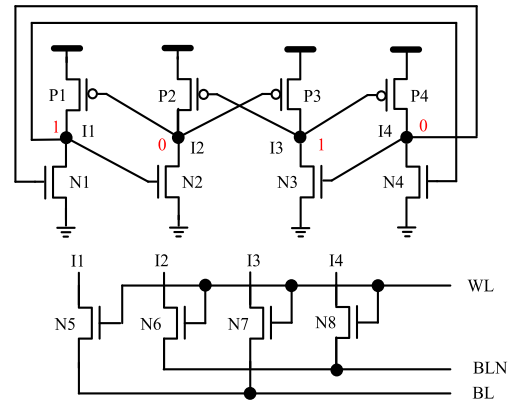 P1 P2 P3 P4
1 I1 0 I2 I3 1 I4 0
N1 N2 N3 N4
I1 I2 I3 I4
WL
N5 N6 N7 N8
BLN
BL